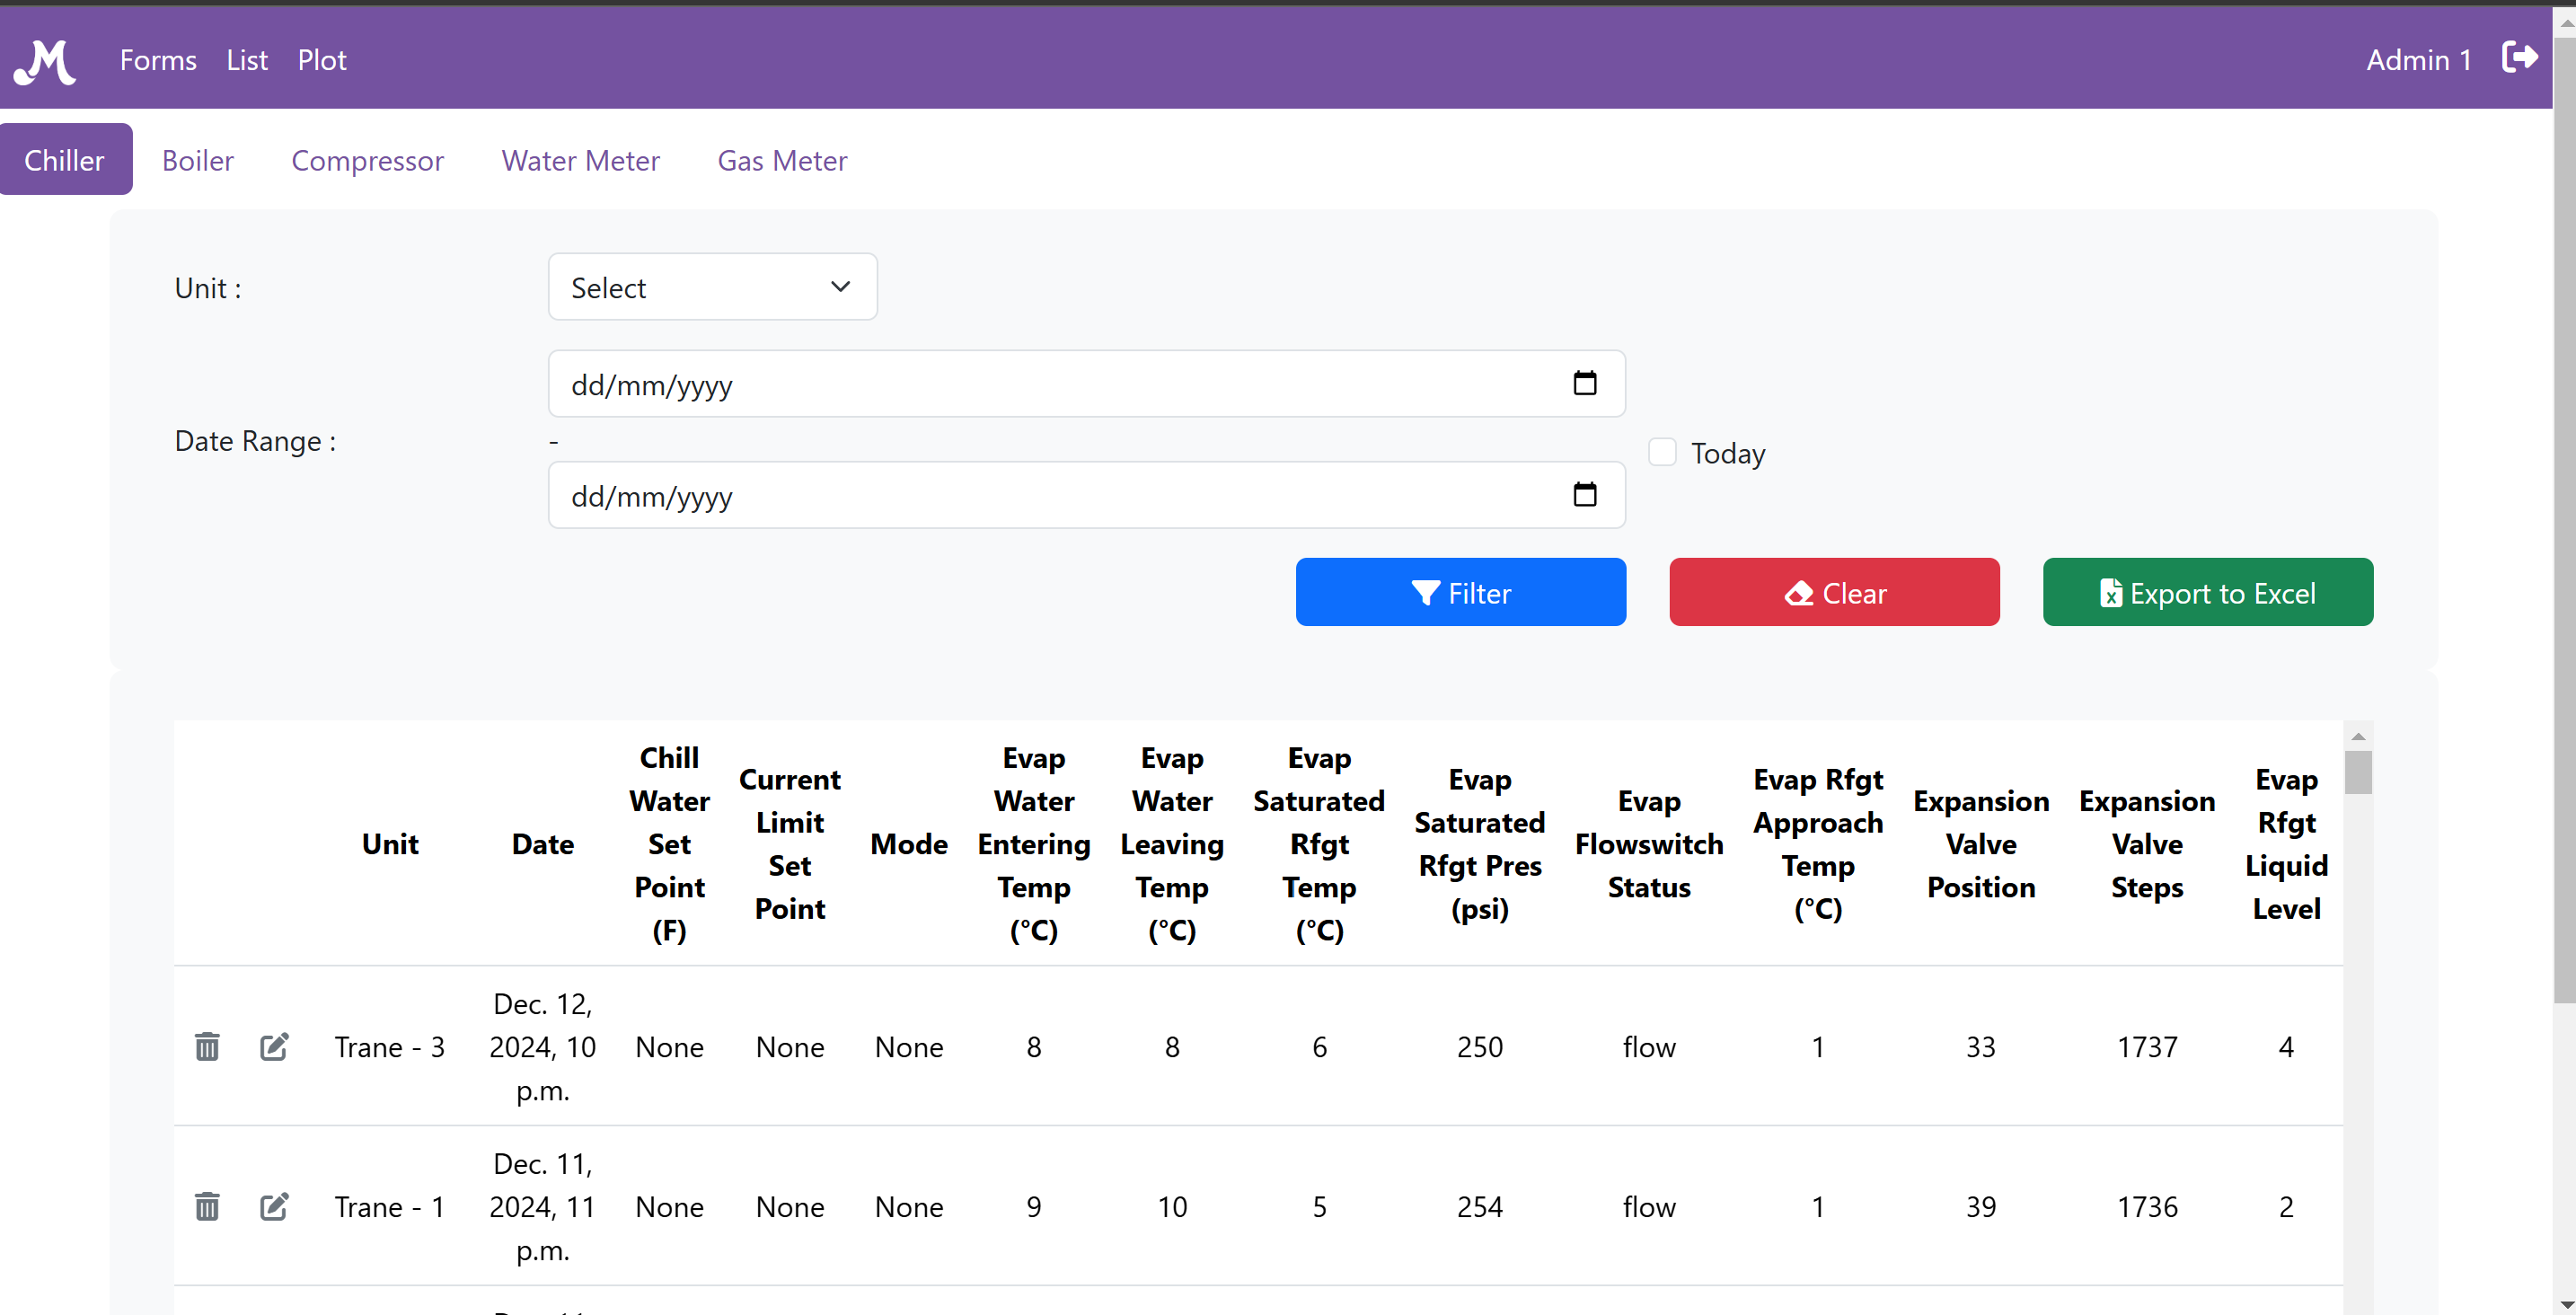 M Forms List Plot Admin 1
Chiller Boiler Compressor Water Meter Gas Meter
Unit : Select
dd/mm/yyyy
Date Range : - Today
dd/mm/yyyy
Filter Clear Export to Excel
Unit
Date
Chill
Water
Set
Point
(F)
Current
Limit
Set
Point
Mode
Evap
Water
Entering
Temp
(°C)
Evap
Water
Leaving
Temp
(°C)
Evap
Saturated
Rfgt
Temp
(°C)
Evap
Saturated
Rfgt Pres
(psi)
Evap
Flowswitch
Status
Evap Rfgt
Approach
Temp
(°C)
Expansion
Valve
Position
Expansion
Valve
Steps
Evap
Rfgt
Liquid
Level
Trane - 3
Dec. 12,
2024, 10
p.m.
None None None 8 8 6 250 flow 1 33 1737 4
Trane - 1
Dec. 11,
2024, 11
p.m.
None None None 9 10 5 254 flow 1 39 1736 2